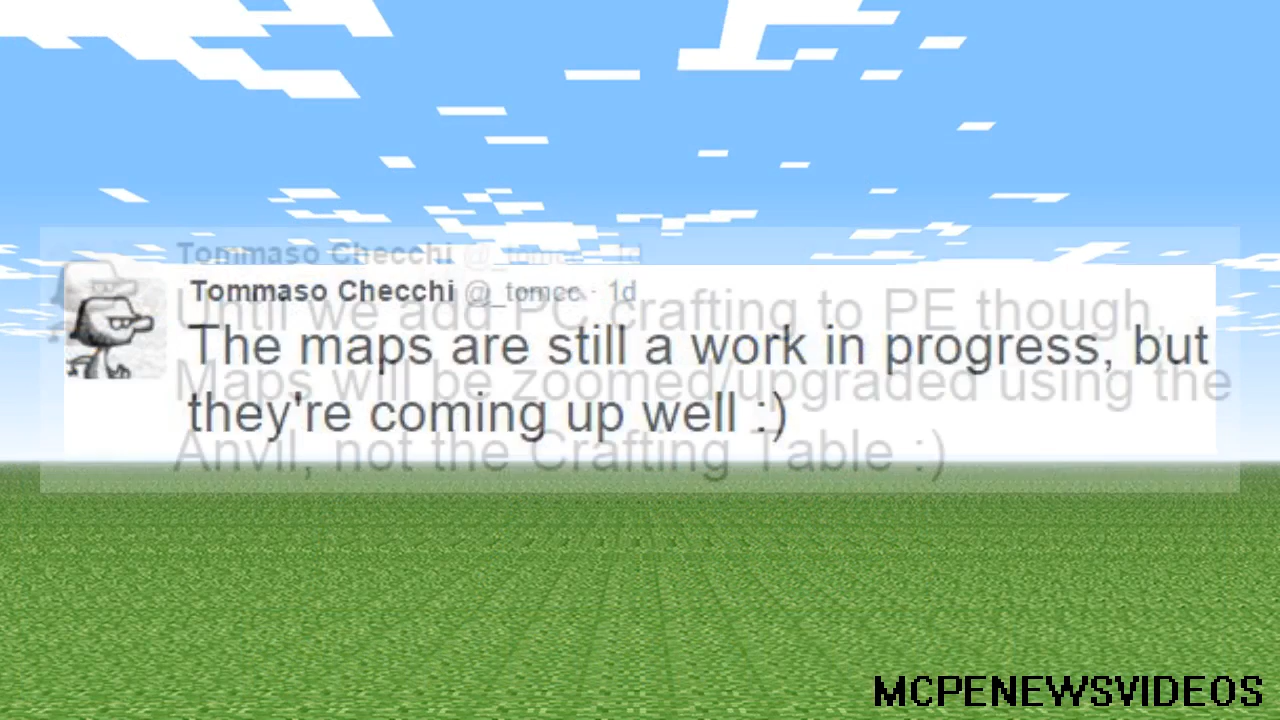 Tommaso Checchi @_tomcc · 1d
Until we add PC crafting to PE though,
Maps will be zoomed/upgraded using the
Anvil, not the Crafting Table :)
Tommaso Checchi @_tomcc · 1d
The maps are still a work in progress, but
they're coming up well :)
MCPENEWSVIDEOS